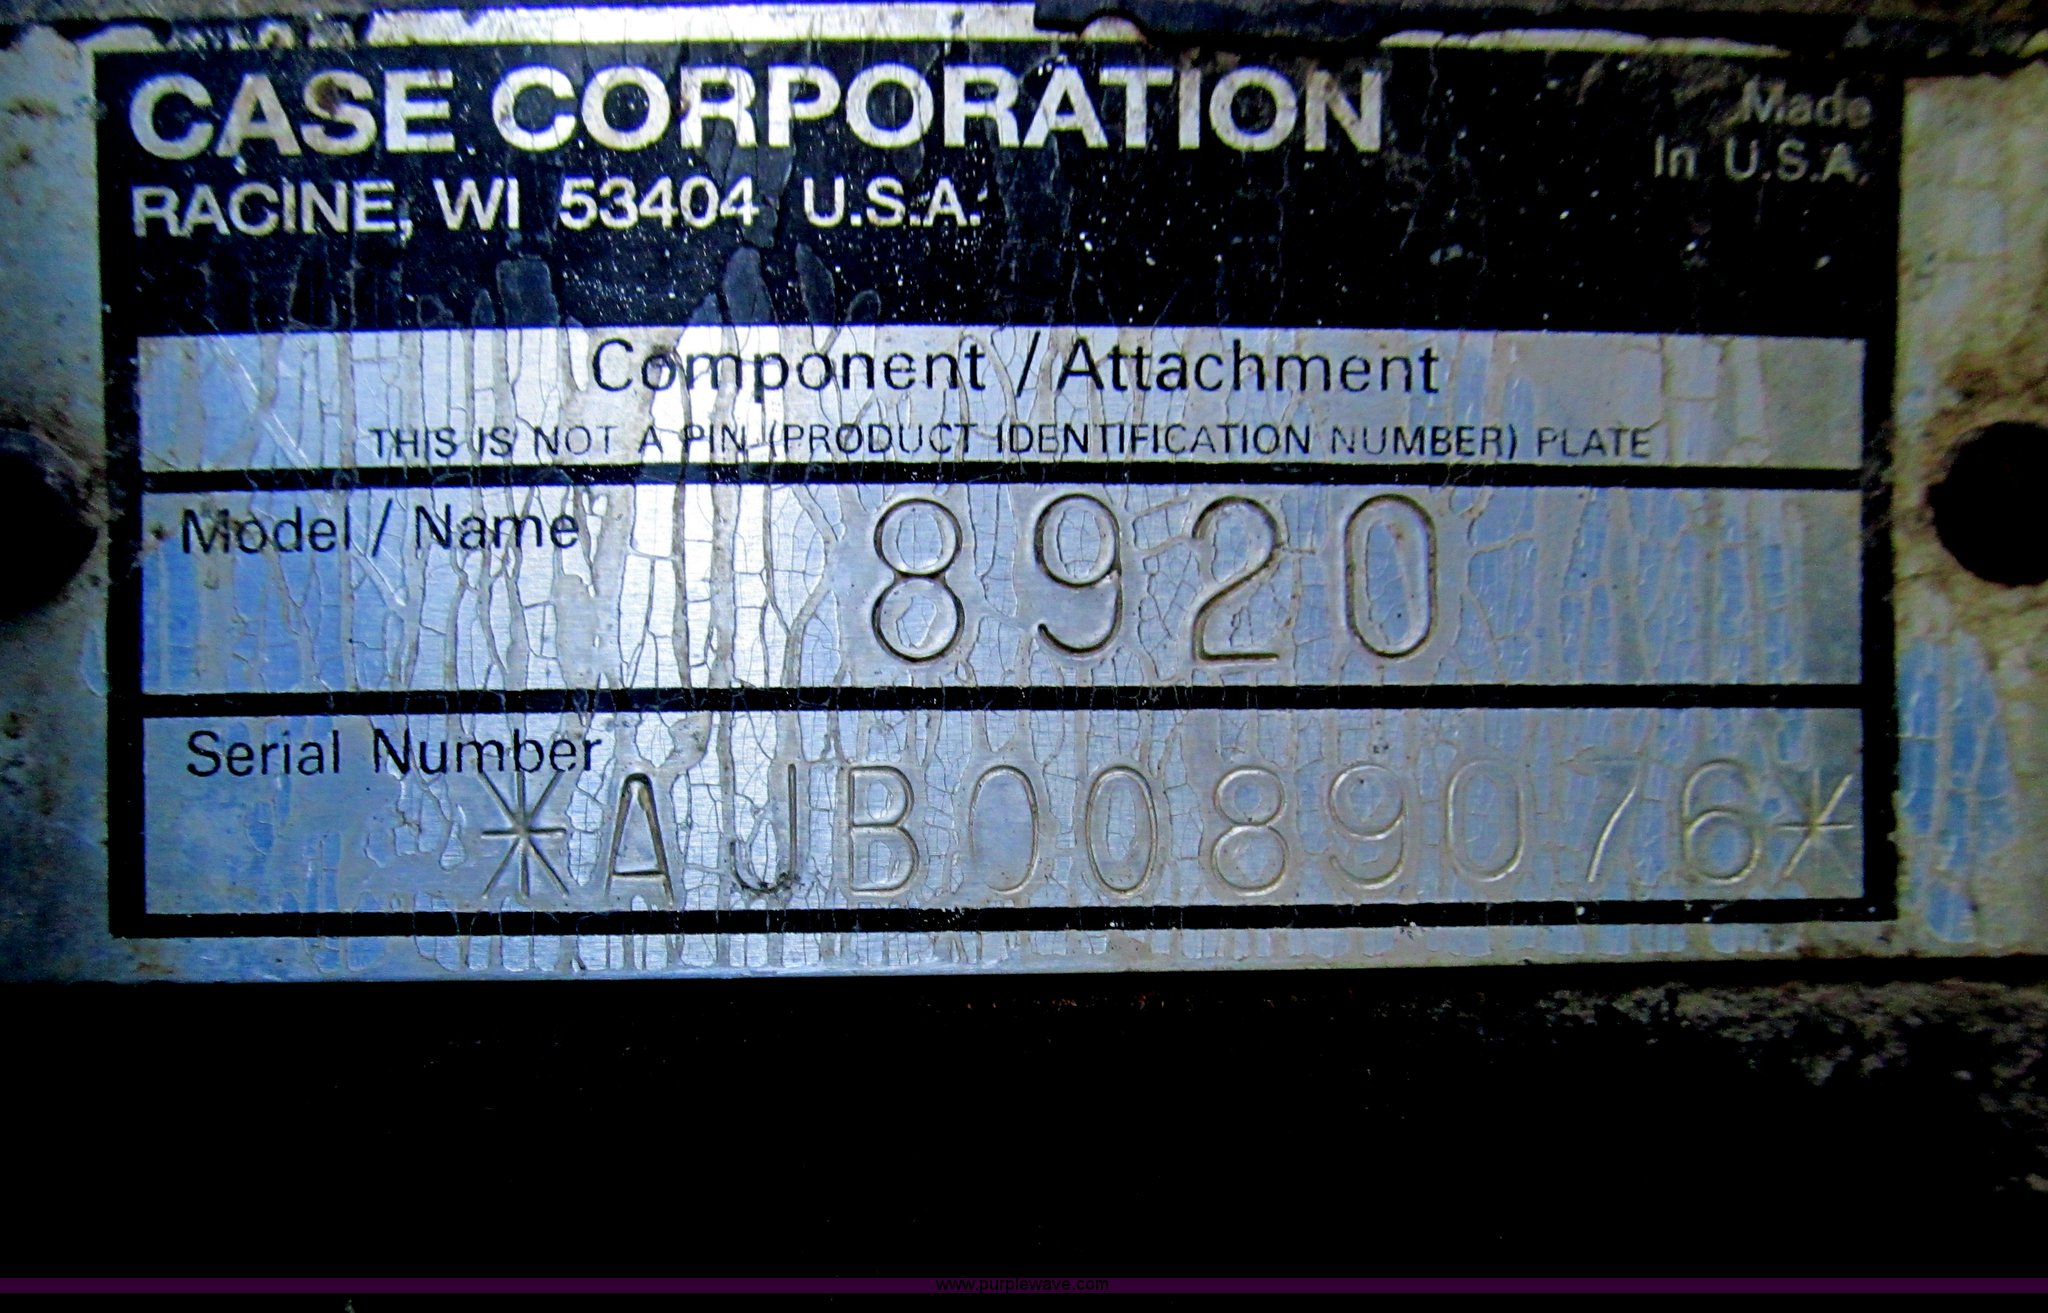 CASE CORPORATION
Made
In U.S.A.
RACINE, WI 53404 U.S.A.
Component / Attachment
THIS IS NOT A PIN (PRODUCT IDENTIFICATION NUMBER) PLATE
Model / Name 8920
Serial Number *AJB0089076*
www.purplewave.com